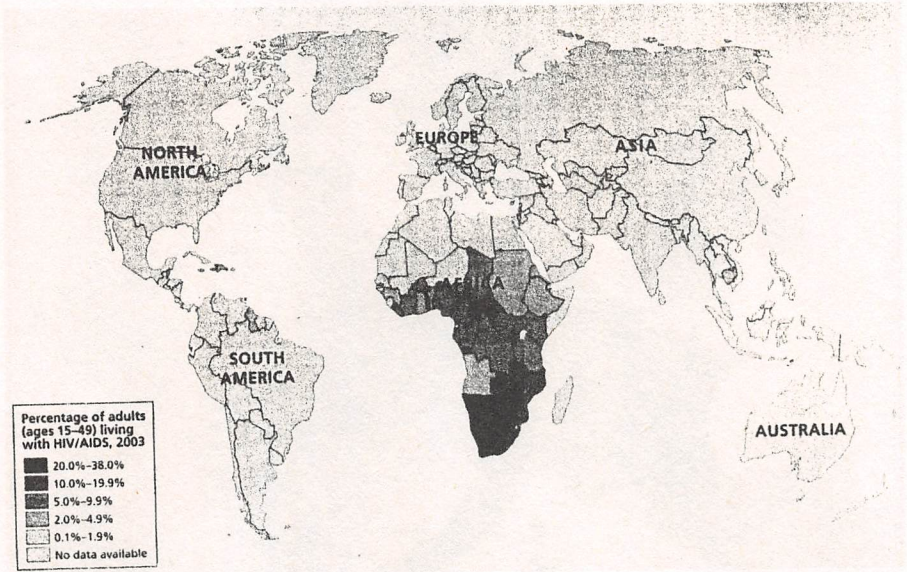 NORTH
AMERICA
EUROPE
ASIA
AFRICA
SOUTH
AMERICA
AUSTRALIA
Percentage of adults
(ages 15–49) living
with HIV/AIDS, 2003
20.0%–38.0%
10.0%–19.9%
5.0%–9.9%
2.0%–4.9%
0.1%–1.9%
No data available